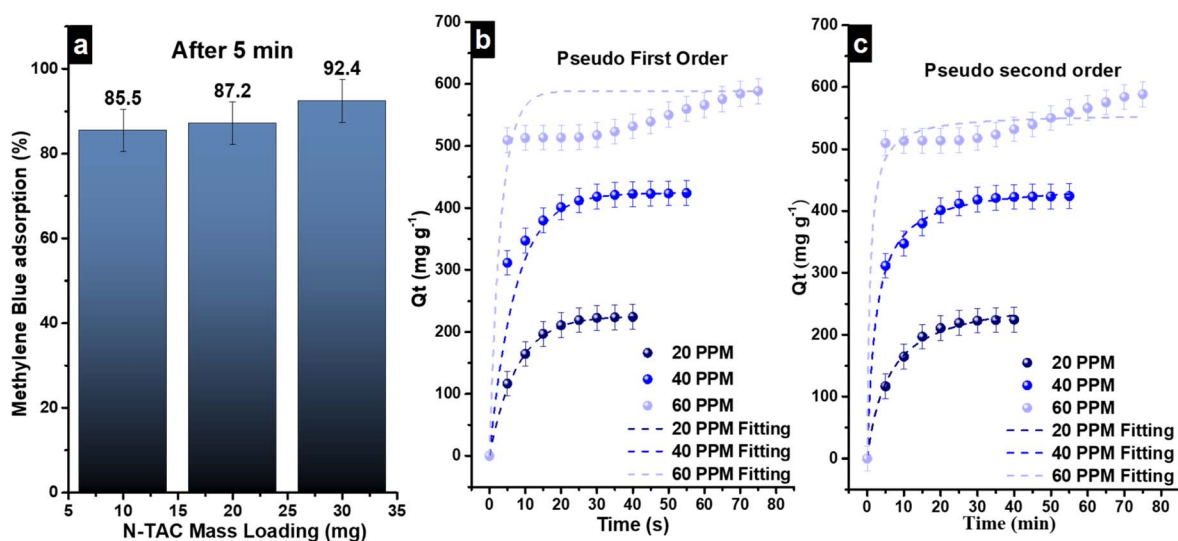 a
After 5 min
85.5
87.2
92.4
100
80
60
40
20
0
Methylene Blue adsorption (%)
5 10 15 20 25 30 35
N-TAC Mass Loading (mg)
b
Pseudo First Order
700
600
500
400
300
200
100
0
Qt (mg g⁻¹)
20 PPM
40 PPM
60 PPM
20 PPM Fitting
40 PPM Fitting
60 PPM Fitting
0 10 20 30 40 50 60 70 80
Time (s)
c
Pseudo second order
700
600
500
400
300
200
100
0
Qt (mg g⁻¹)
20 PPM
40 PPM
60 PPM
20 PPM Fitting
40 PPM Fitting
60 PPM Fitting
0 10 20 30 40 50 60 70 80
Time (min)